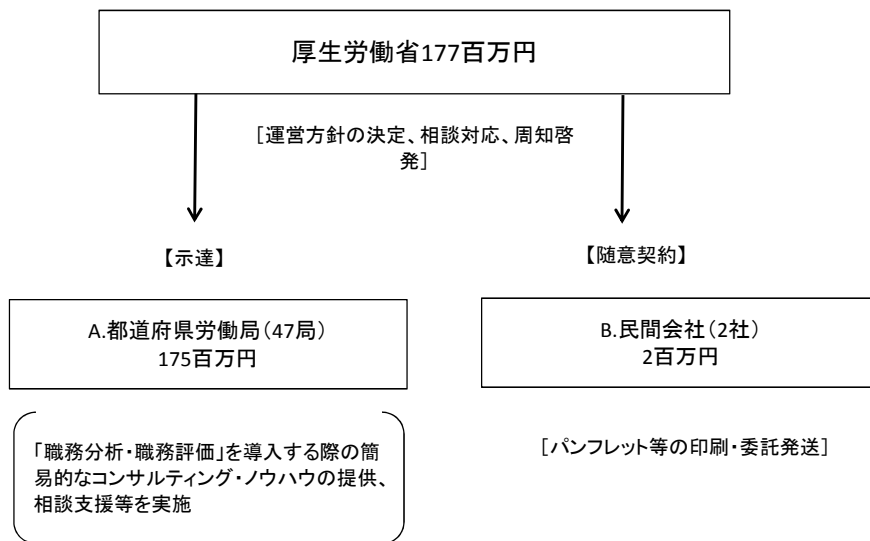 厚生労働省177百万円
[運営方針の決定、相談対応、周知啓
発]
【示達】
【随意契約】
A.都道府県労働局(47局)
175百万円
B.民間会社(2社)
2百万円
「職務分析・職務評価」を導入する際の簡
易的なコンサルティング・ノウハウの提供、
相談支援等を実施
[パンフレット等の印刷・委託発送]